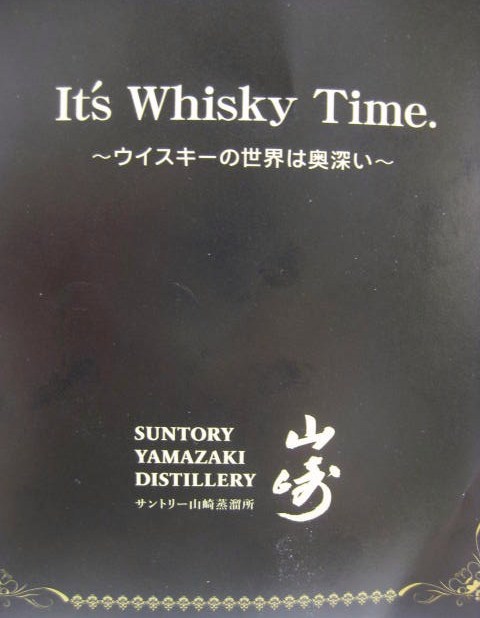 It's Whisky Time.
～ウイスキーの世界は奥深い～
SUNTORY
YAMAZAKI
DISTILLERY
サントリー山崎蒸溜所
山崎